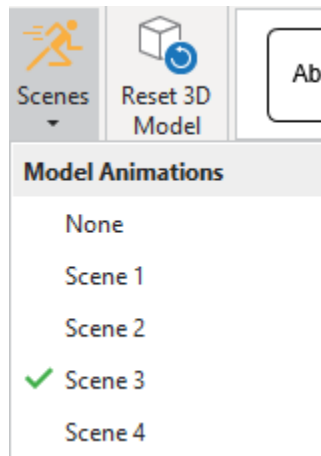 Scenes
Reset 3D
Model
Ab
Model Animations
None
Scene 1
Scene 2
Scene 3
Scene 4